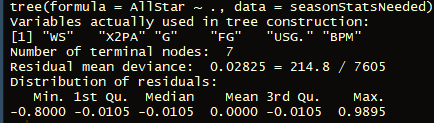 tree(formula = AllStar ~ ., data = seasonStatsNeeded)
Variables actually used in tree construction:
[1] "WS"   "X2PA" "G"    "FG"   "USG." "BPM"
Number of terminal nodes:  7
Residual mean deviance:  0.02825 = 214.8 / 7605
Distribution of residuals:
   Min. 1st Qu.  Median    Mean 3rd Qu.    Max.
-0.8000 -0.0105 -0.0105  0.0000 -0.0105  0.9895